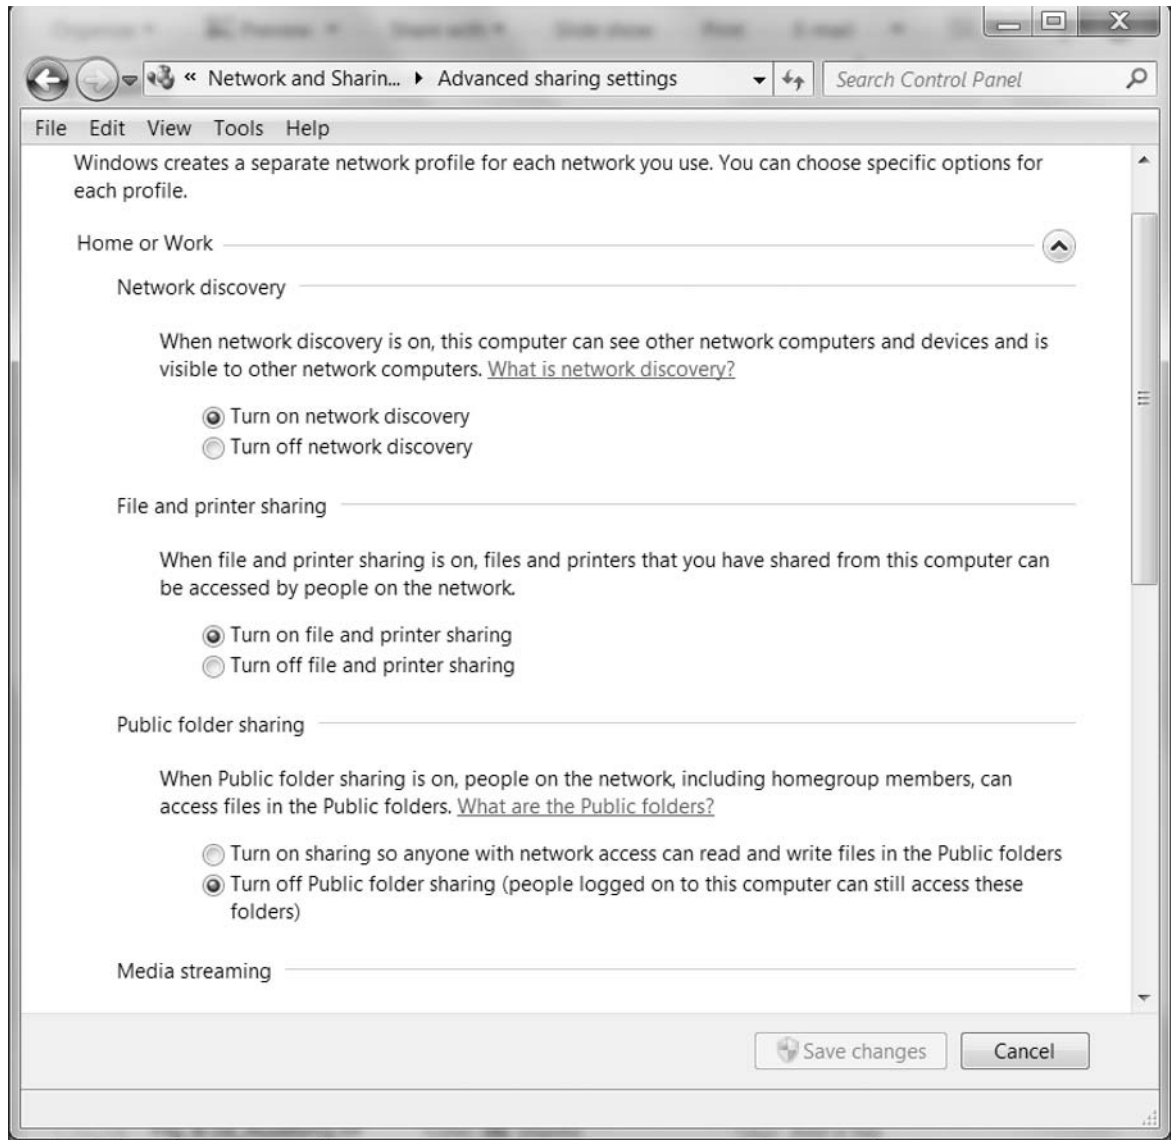 « Network and Sharin... ▸ Advanced sharing settings
Search Control Panel
File Edit View Tools Help
Windows creates a separate network profile for each network you use. You can choose specific options for
each profile.
Home or Work
Network discovery
When network discovery is on, this computer can see other network computers and devices and is
visible to other network computers. What is network discovery?
Turn on network discovery
Turn off network discovery
File and printer sharing
When file and printer sharing is on, files and printers that you have shared from this computer can
be accessed by people on the network.
Turn on file and printer sharing
Turn off file and printer sharing
Public folder sharing
When Public folder sharing is on, people on the network, including homegroup members, can
access files in the Public folders. What are the Public folders?
Turn on sharing so anyone with network access can read and write files in the Public folders
Turn off Public folder sharing (people logged on to this computer can still access these
folders)
Media streaming
Save changes Cancel